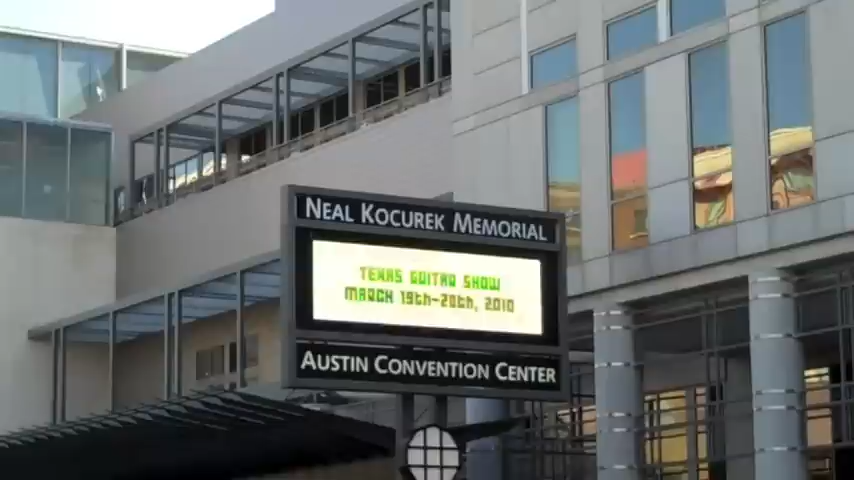 NEAL KOCUREK MEMORIAL
TEXAS GUITAR SHOW
MARCH 19th-20th, 2010
AUSTIN CONVENTION CENTER